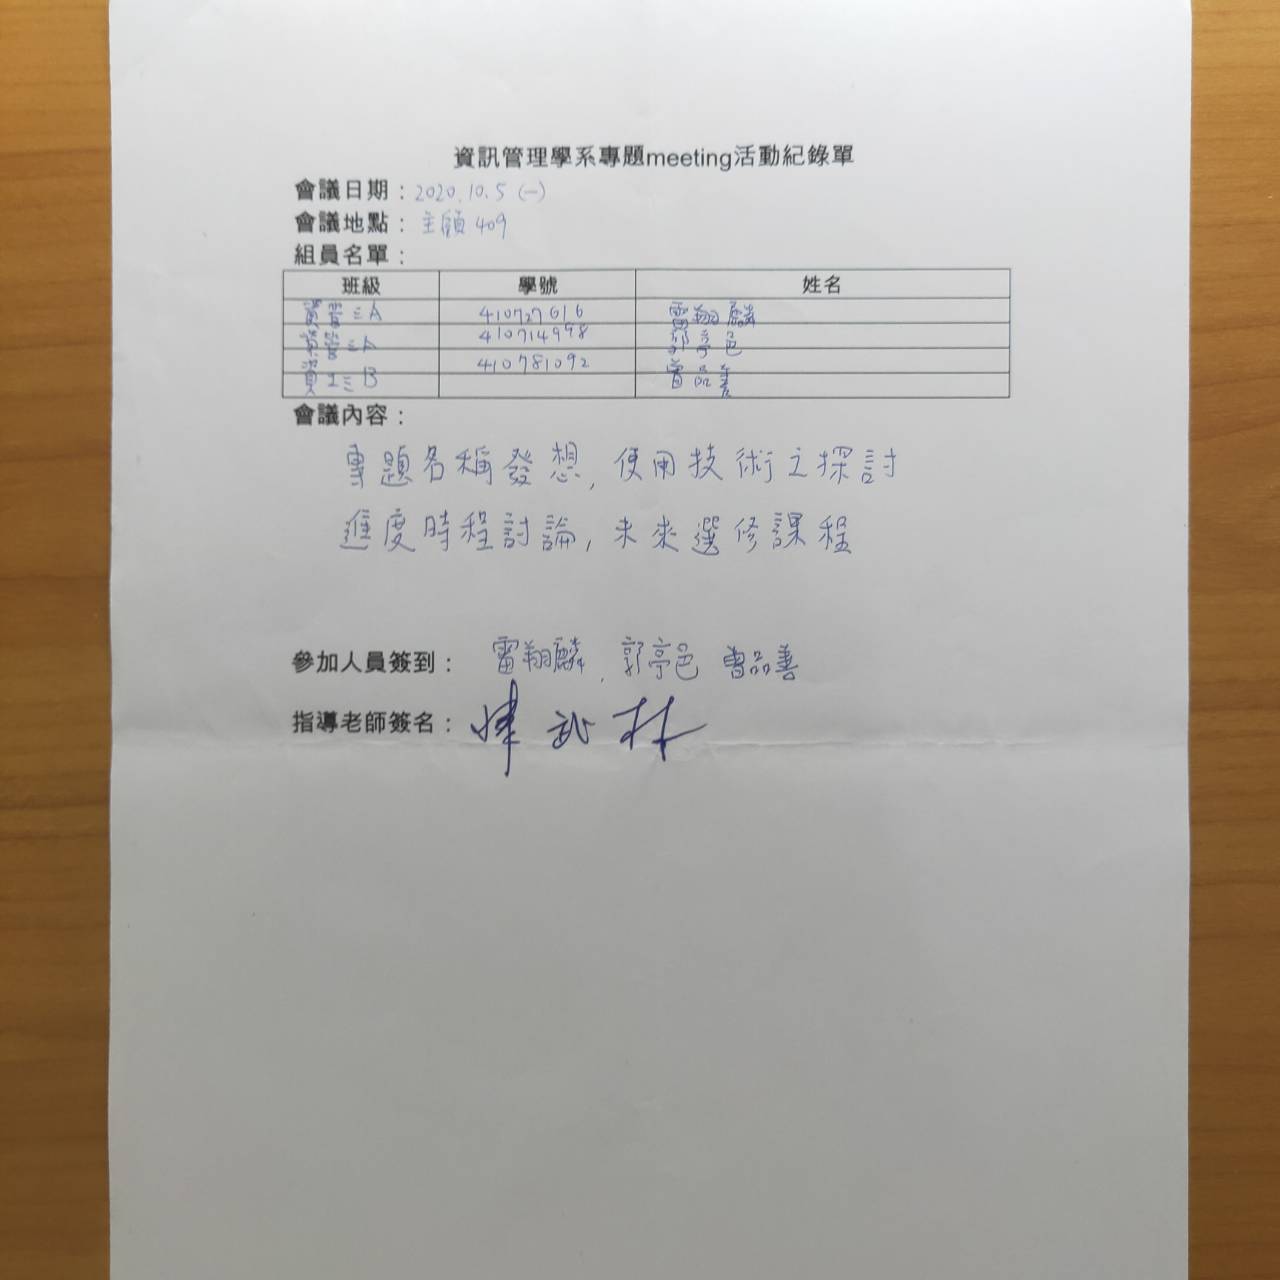 資訊管理學系專題meeting活動紀錄單
會議日期：2020.10.5 (一)
會議地點：主顧 409
組員名單：
班級 學號 姓名
資管三A 410727616 雷翔麟
資管三A 410714998 郭亭邑
資工三B 410781092 曾品善
會議內容：
專題名稱發想, 使用技術之探討
進度時程討論, 未來選修課程
參加人員簽到： 雷翔麟, 郭亭邑 曾品善
指導老師簽名：